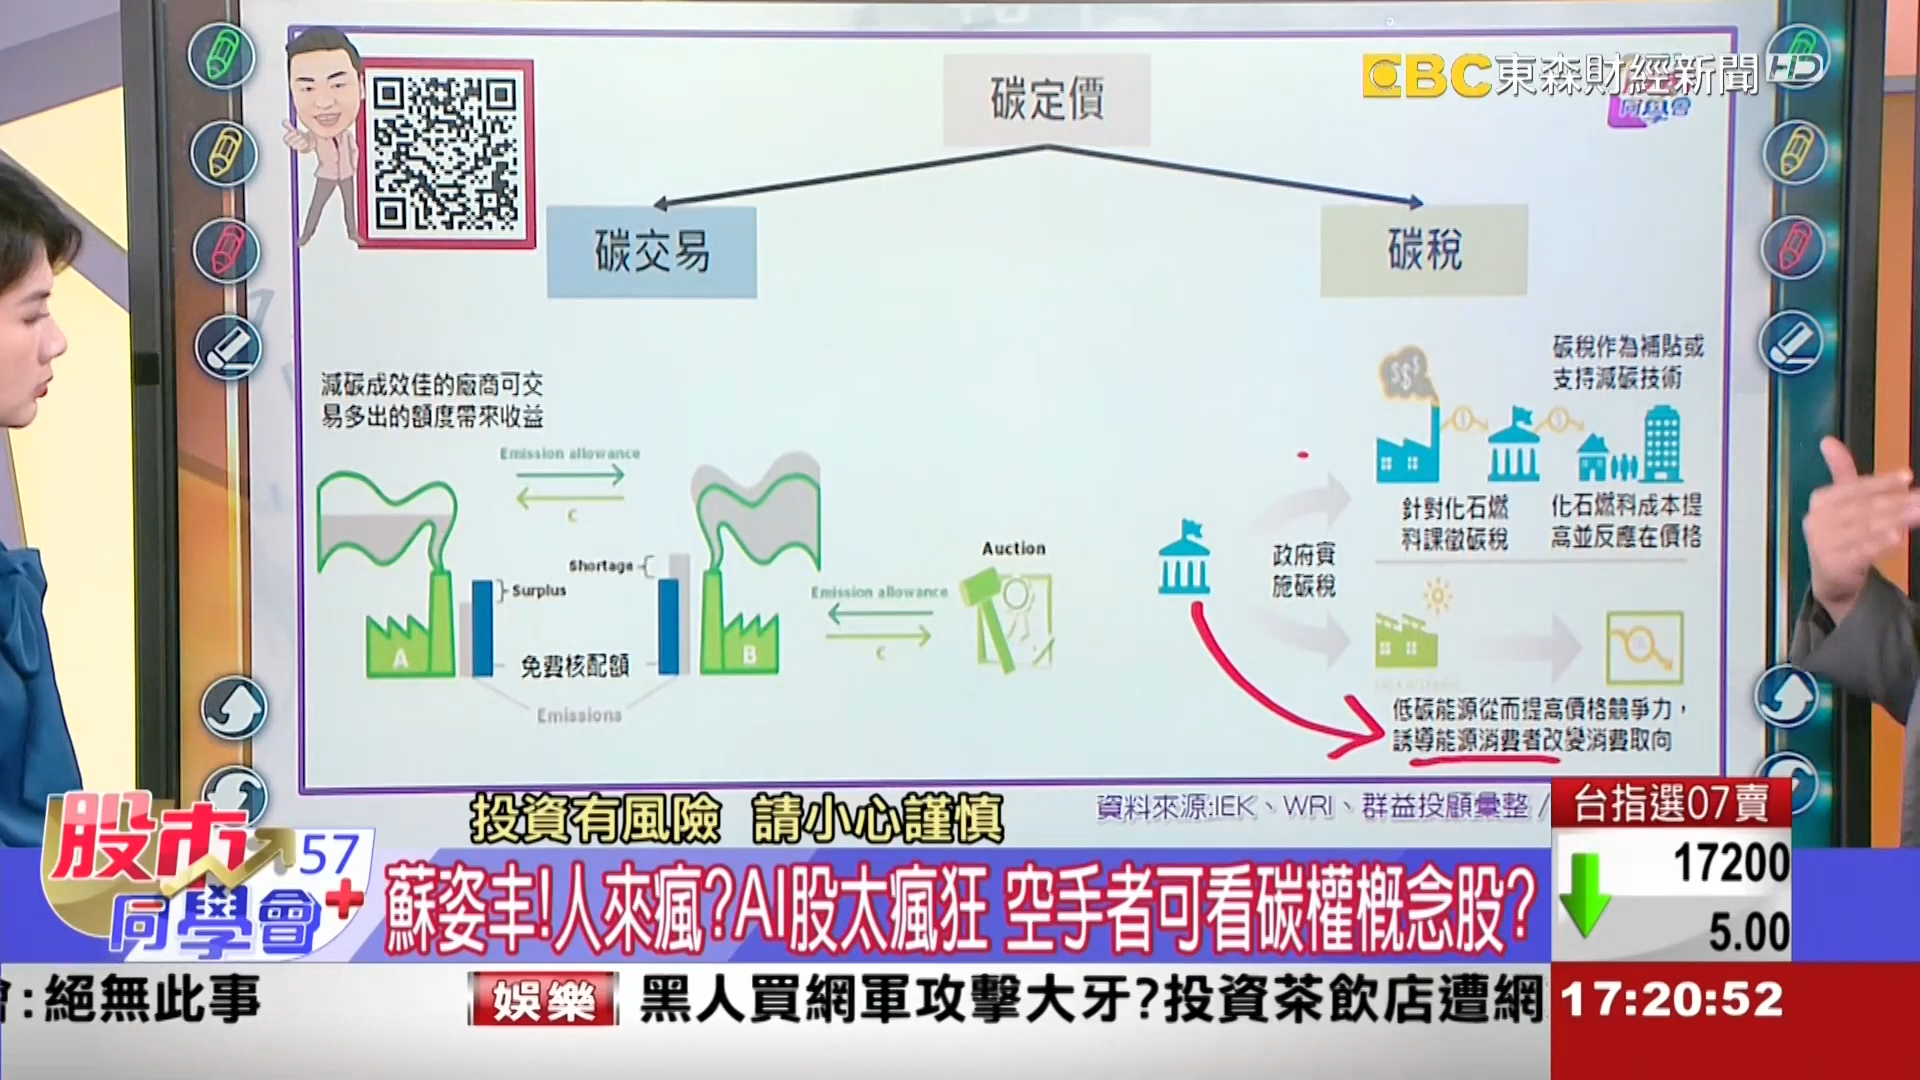 碳定價
EBC東森財經新聞HD
同學會
碳交易
碳稅
減碳成效佳的廠商可交
易多出的額度帶來收益
Emission allowance
€
Shortage
Surplus
A
B
免費核配額
Emissions
Auction
Emission allowance
€
政府實
施碳稅
$$$
碳稅作為補貼或
支持減碳技術
針對化石燃
料課徵碳稅
化石燃料成本提
高並反應在價格
低碳能源從而提高價格競爭力，
誘導能源消費者改變消費取向
投資有風險 請小心謹慎
資料來源:IEK、WRI、群益投顧彙整 /
股市
同學會
57
+
蘇姿丰!人來瘋?AI股太瘋狂 空手者可看碳權概念股?
台指選07賣
17200
5.00
:絕無此事
娛樂
黑人買網軍攻擊大牙?投資茶飲店遭網
17:20:52